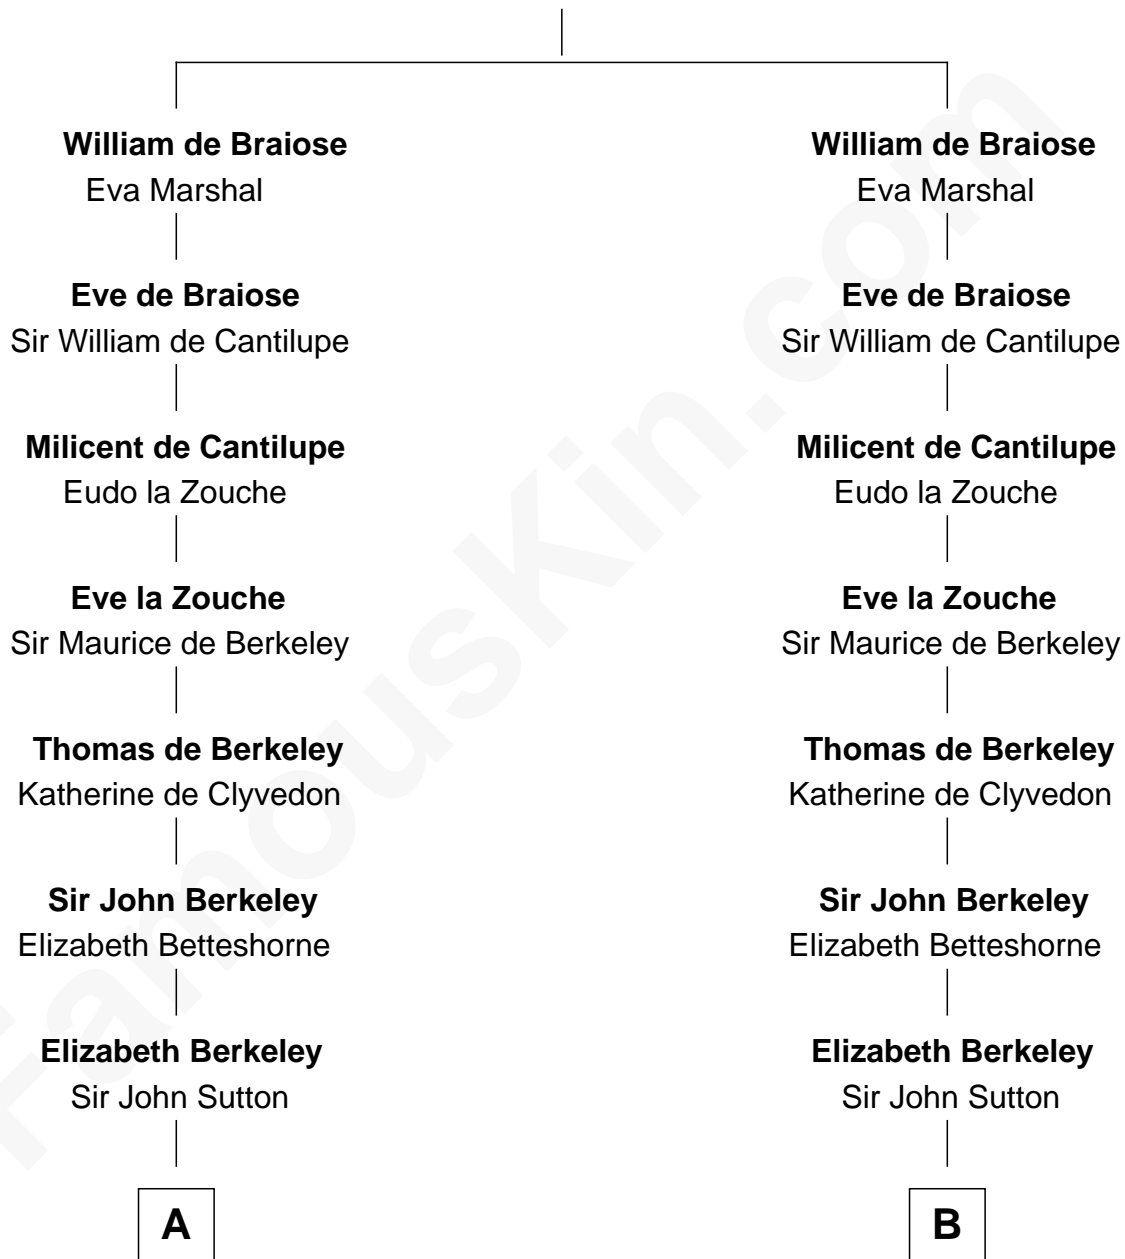 William de Braiose
Eva Marshal
Eve de Braiose
Sir William de Cantilupe
Milicent de Cantilupe
Eudo la Zouche
Eve la Zouche
Sir Maurice de Berkeley
Thomas de Berkeley
Katherine de Clyvedon
Sir John Berkeley
Elizabeth Betteshorne
Elizabeth Berkeley
Sir John Sutton
A
William de Braiose
Eva Marshal
Eve de Braiose
Sir William de Cantilupe
Milicent de Cantilupe
Eudo la Zouche
Eve la Zouche
Sir Maurice de Berkeley
Thomas de Berkeley
Katherine de Clyvedon
Sir John Berkeley
Elizabeth Betteshorne
Elizabeth Berkeley
Sir John Sutton
B
FamousKin.com